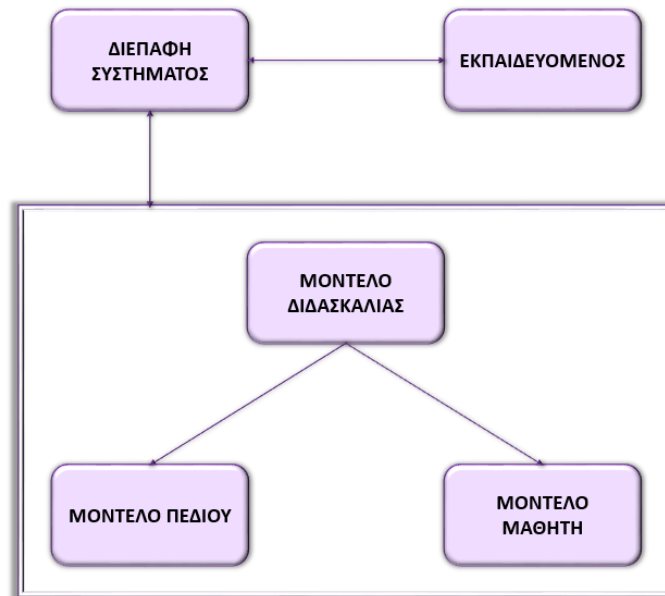 ΔΙΕΠΑΦΗ
ΣΥΣΤΗΜΑΤΟΣ
ΕΚΠΑΙΔΕΥΟΜΕΝΟΣ
ΜΟΝΤΕΛΟ
ΔΙΔΑΣΚΑΛΙΑΣ
ΜΟΝΤΕΛΟ ΠΕΔΙΟΥ
ΜΟΝΤΕΛΟ
ΜΑΘΗΤΗ